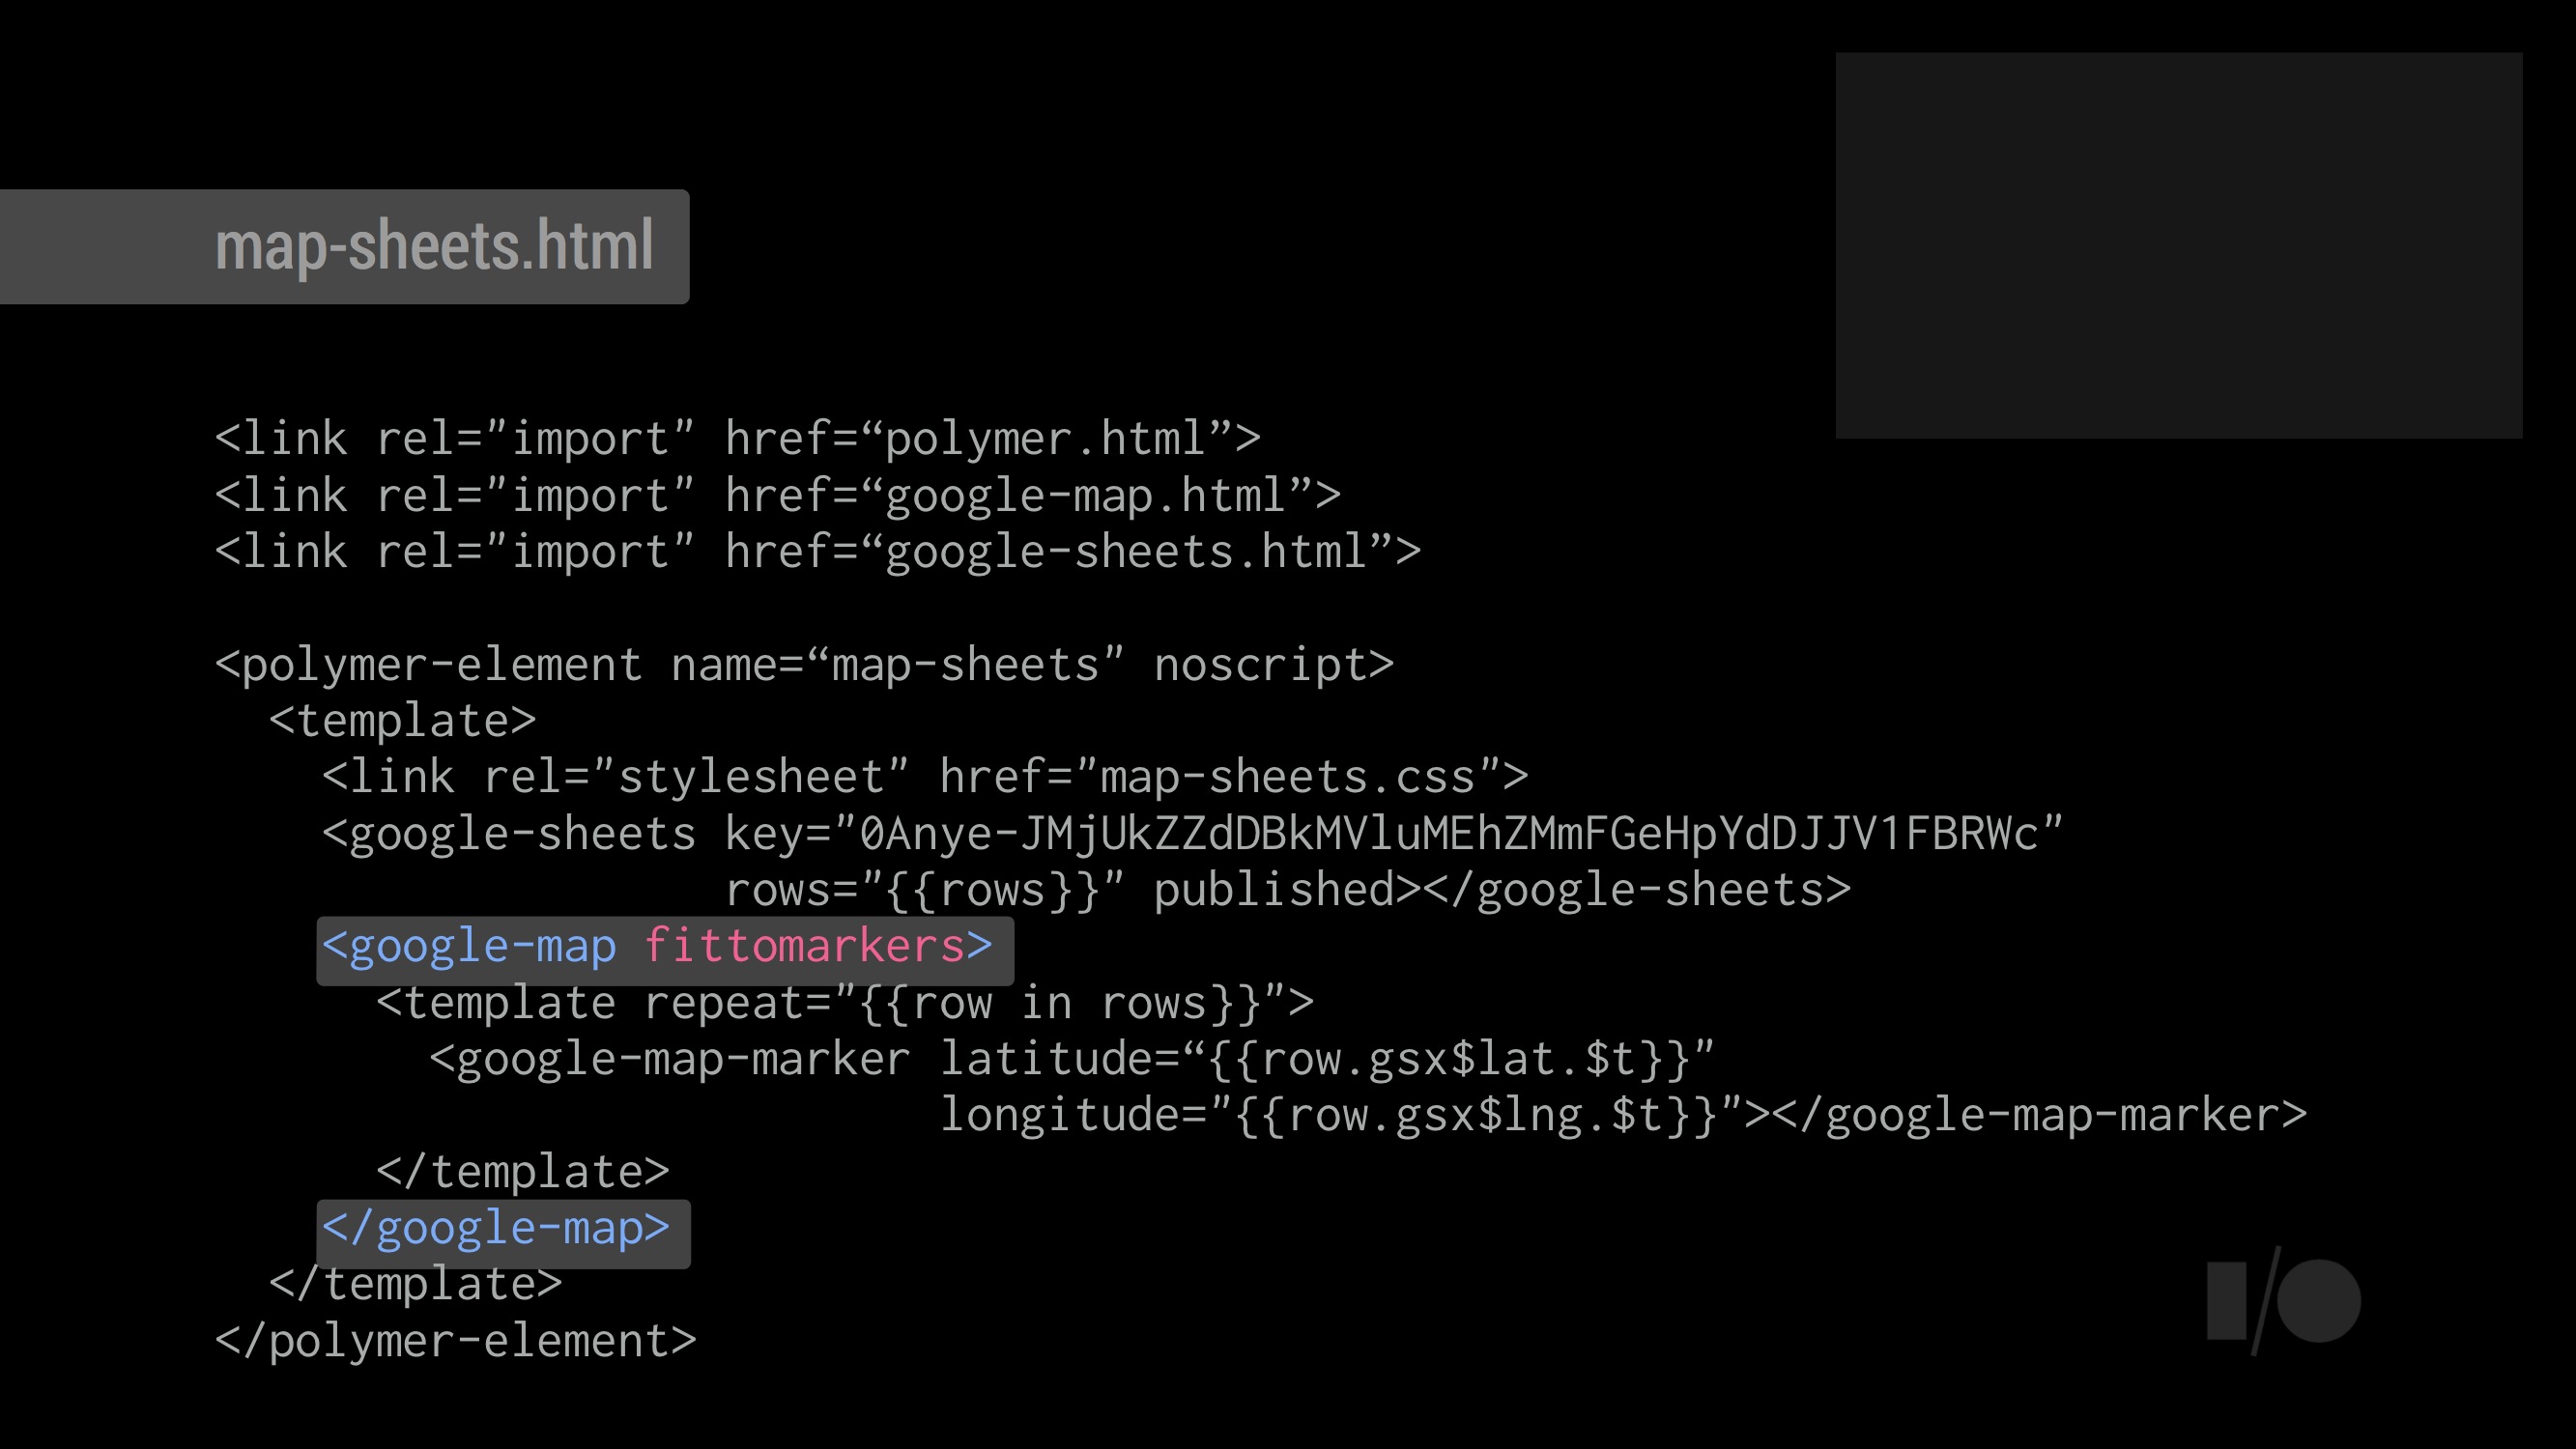 map-sheets.html
<link rel="import" href=“polymer.html”>
<link rel="import" href=“google-map.html”>
<link rel="import" href=“google-sheets.html”>
<polymer-element name=“map-sheets" noscript>
<template>
<link rel="stylesheet" href="map-sheets.css">
<google-sheets key="0Anye-JMjUkZZdDBkMVluMEhZMmFGeHpYdDJJV1FBRWc"
rows="{{rows}}" published></google-sheets>
<google-map fittomarkers>
<template repeat="{{row in rows}}">
<google-map-marker latitude=“{{row.gsx$lat.$t}}"
longitude="{{row.gsx$lng.$t}}"></google-map-marker>
</template>
</google-map>
</template>
</polymer-element>
I/O